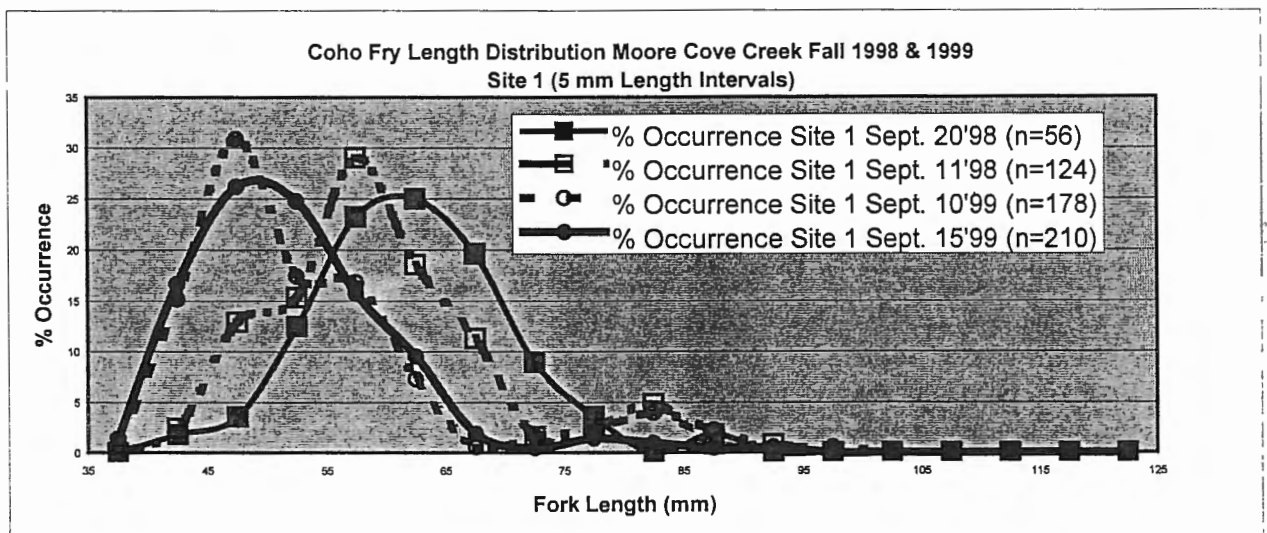 Coho Fry Length Distribution Moore Cove Creek Fall 1998 & 1999
Site 1 (5 mm Length Intervals)
35
30
25
20
15
10
5
0
% Occurrence
% Occurrence Site 1 Sept. 20'98 (n=56)
% Occurrence Site 1 Sept. 11'98 (n=124)
% Occurrence Site 1 Sept. 10'99 (n=178)
% Occurrence Site 1 Sept. 15'99 (n=210)
35 45 55 65 75 85 95 105 115 125
Fork Length (mm)